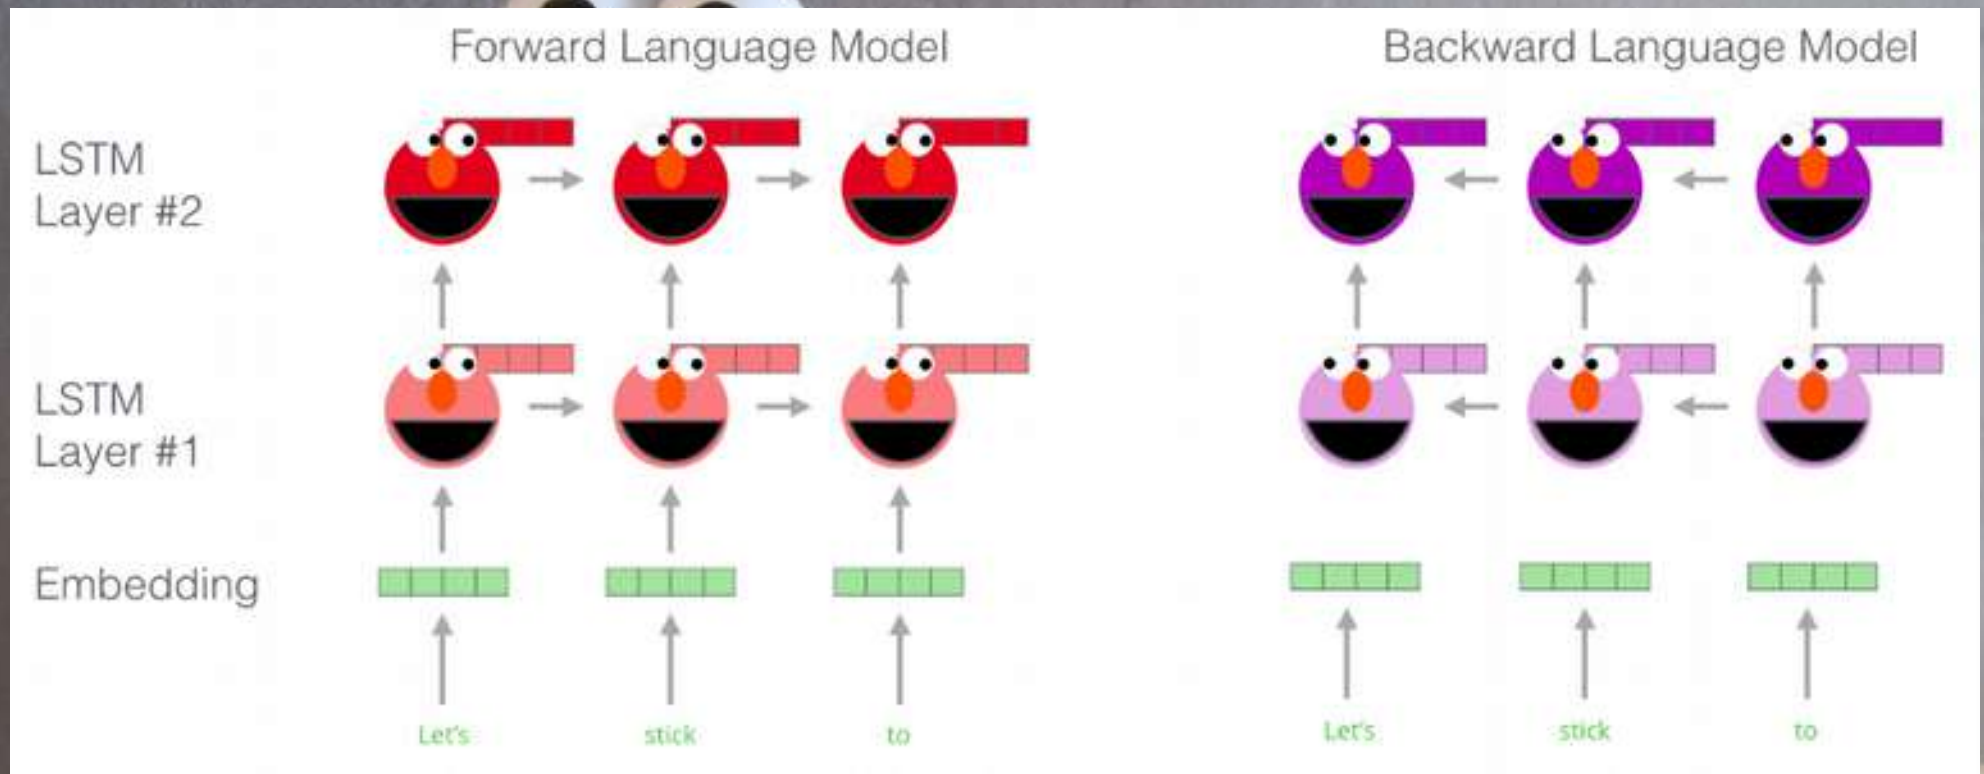 Forward Language Model
Backward Language Model
LSTM
Layer #2
LSTM
Layer #1
Embedding
Let's stick to
Let's stick to